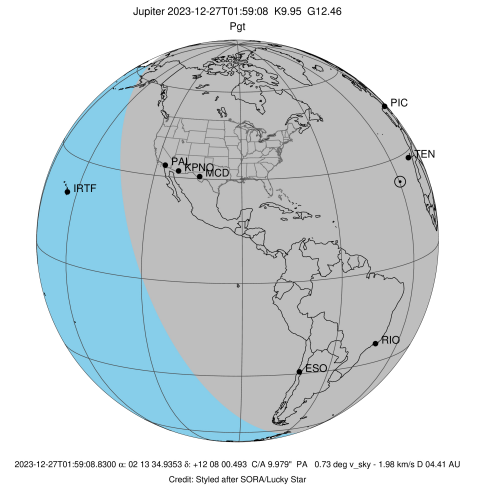 Jupiter 2023-12-27T01:59:08 K9.95 G12.46
Pgt
PIC
TEN
PAL
KPNO
MCD
IRTF
RIO
ESO
2023-12-27T01:59:08.8300 α: 02 13 34.9353 δ: +12 08 00.493 C/A 9.979" PA 0.73 deg v_sky - 1.98 km/s D 04.41 AU
Credit: Styled after SORA/Lucky Star